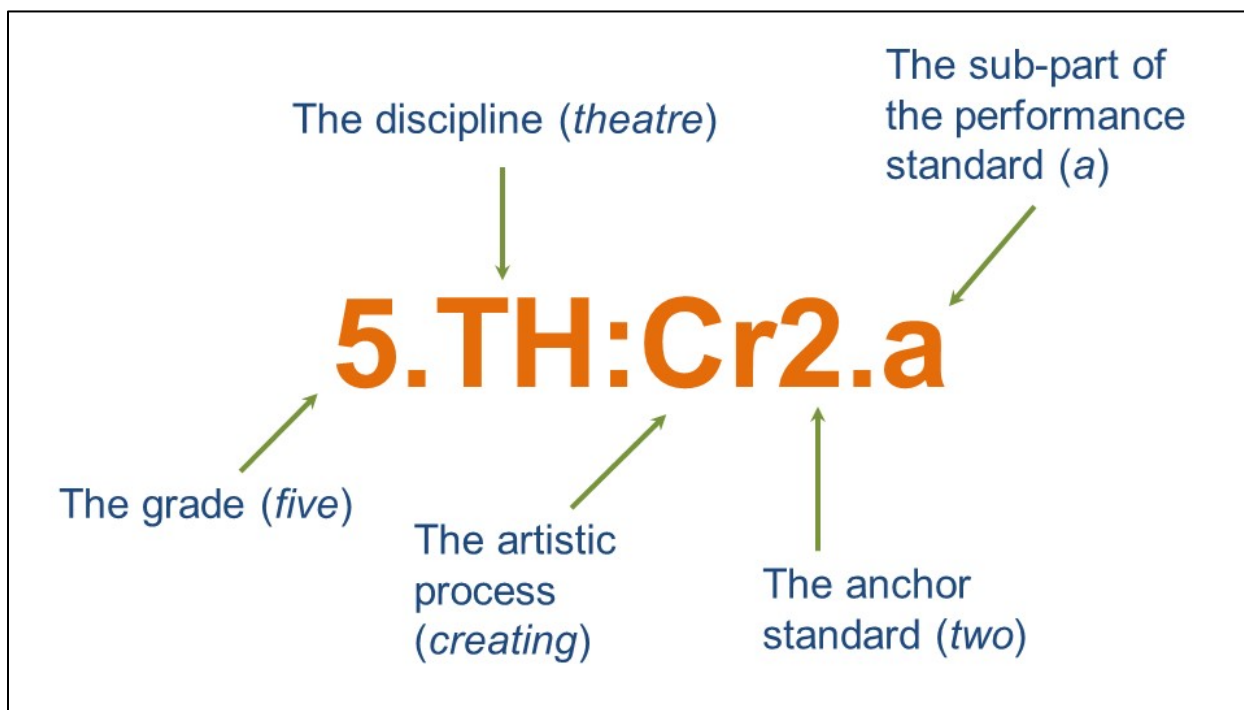 The sub-part of
the performance
standard (a)
The discipline (theatre)
5.TH:Cr2.a
The grade (five)
The artistic
process
(creating)
The anchor
standard (two)